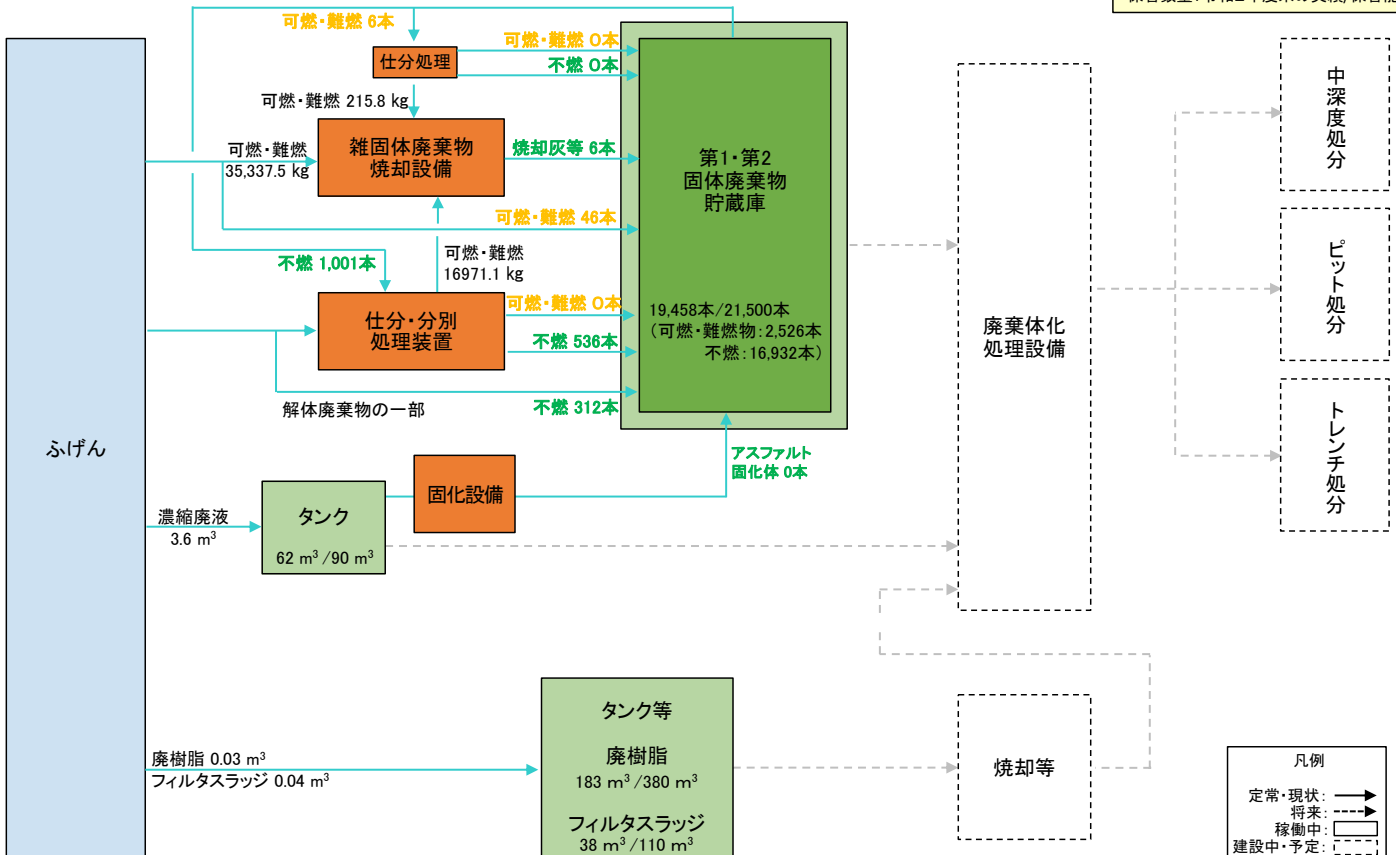 可燃・難燃 6本
仕分処理
可燃・難燃 0本
不燃 0本
可燃・難燃 215.8 kg
可燃・難燃
35,337.5 kg
雑固体廃棄物
焼却設備
焼却灰等 6本
第1・第2
固体廃棄物
貯蔵庫
可燃・難燃 46本
不燃 1,001本
可燃・難燃
16971.1 kg
仕分・分別
処理装置
可燃・難燃 0本
不燃 536本
19,458本/21,500本
（可燃・難燃物：2,526本
不燃：16,932本）
解体廃棄物の一部
不燃 312本
ふげん
アスファルト
固化体 0本
濃縮廃液
3.6 m³
タンク
62 m³/90 m³
固化設備
廃棄体化
処理設備
中深度処分
ピット処分
トレンチ処分
廃樹脂 0.03 m³
フィルタスラッジ 0.04 m³
タンク等
廃樹脂
183 m³/380 m³
フィルタスラッジ
38 m³/110 m³
焼却等
凡例
定常・現状：
将来：
稼働中：
建設中・予定：